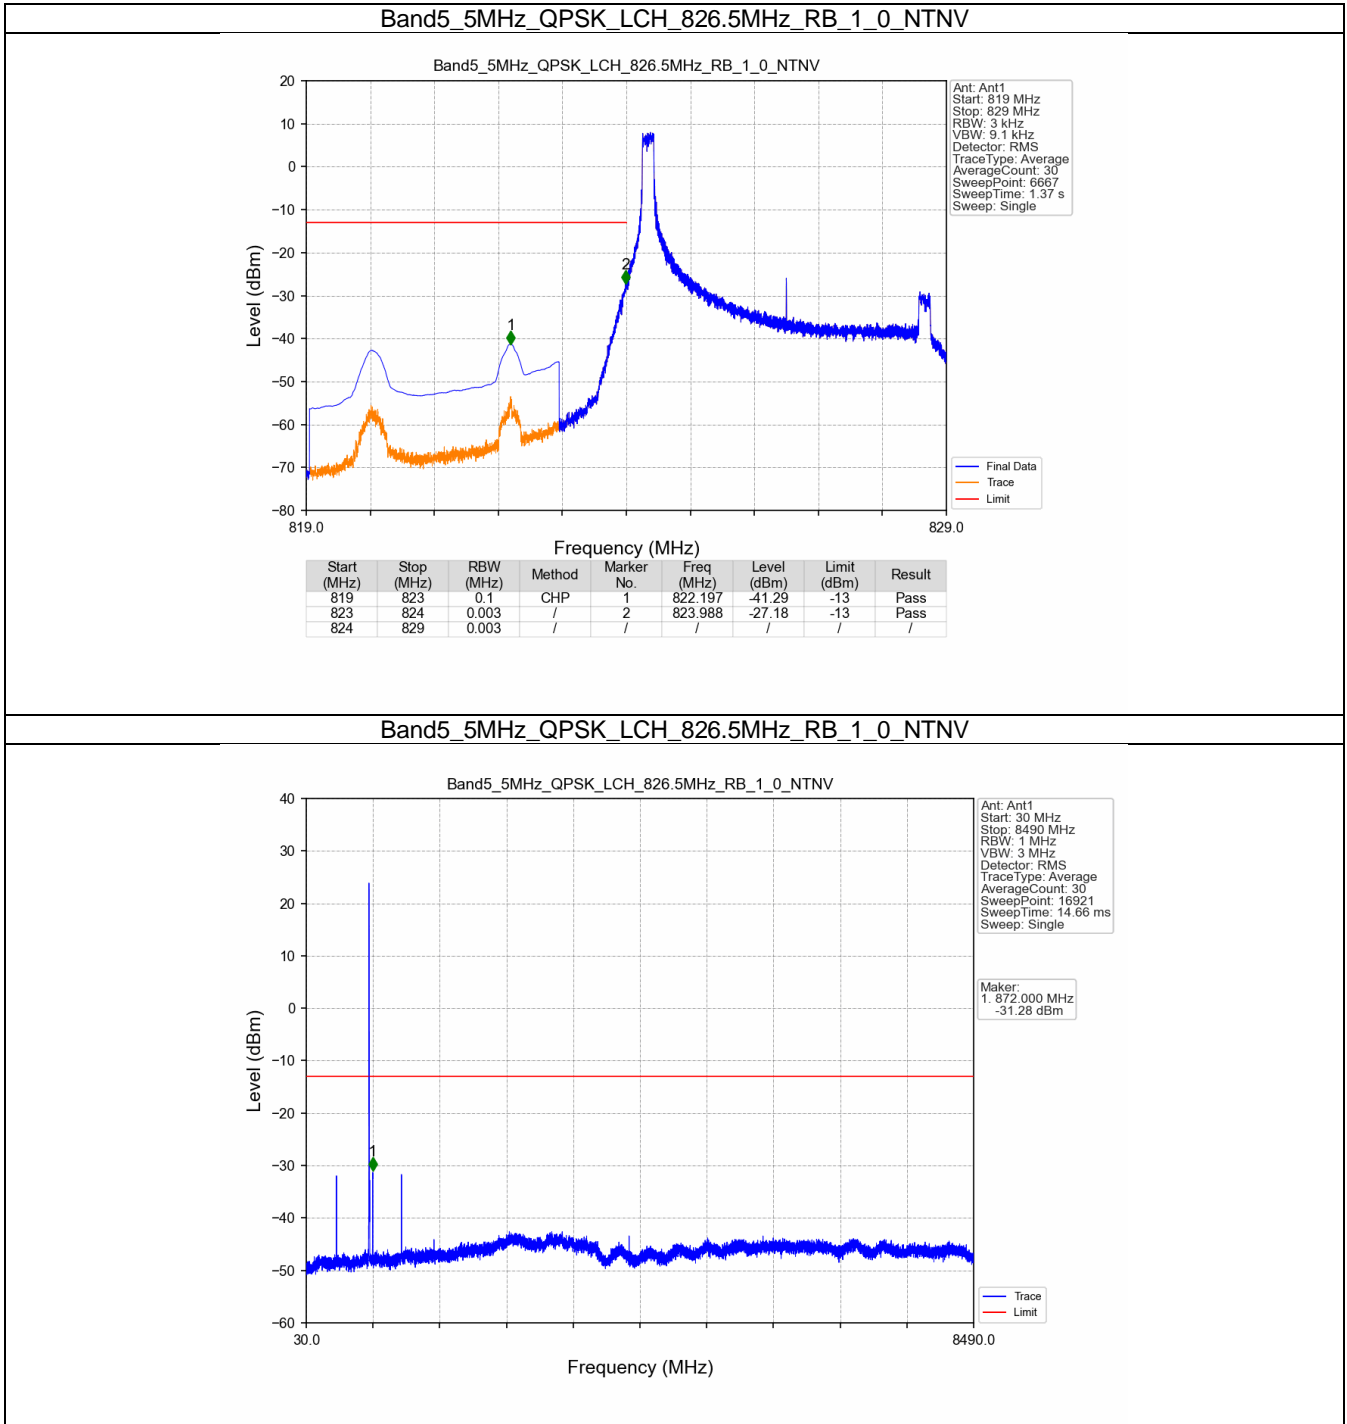 Band5_5MHz_QPSK_LCH_826.5MHz_RB_1_0_NTNV
Band5_5MHz_QPSK_LCH_826.5MHz_RB_1_0_NTNV
Ant: Ant1
Start: 819 MHz
Stop: 829 MHz
RBW: 3 kHz
VBW: 9.1 kHz
Detector: RMS
TraceType: Average
AverageCount: 30
SweepPoint: 6667
SweepTime: 1.37 s
Sweep: Single
20
10
0
−10
−20
−30
−40
−50
−60
−70
−80
Level (dBm)
1
2
Final Data
Trace
Limit
819.0 829.0
Frequency (MHz)
Start (MHz) Stop (MHz) RBW (MHz) Method Marker No. Freq (MHz) Level (dBm) Limit (dBm) Result
819 823 0.1 CHP 1 822.197 -41.29 -13 Pass
823 824 0.003 / 2 823.988 -27.18 -13 Pass
824 829 0.003 / / / / / /
Band5_5MHz_QPSK_LCH_826.5MHz_RB_1_0_NTNV
Band5_5MHz_QPSK_LCH_826.5MHz_RB_1_0_NTNV
Ant: Ant1
Start: 30 MHz
Stop: 8490 MHz
RBW: 1 MHz
VBW: 3 MHz
Detector: RMS
TraceType: Average
AverageCount: 30
SweepPoint: 16921
SweepTime: 14.66 ms
Sweep: Single
Maker:
1. 872.000 MHz
-31.28 dBm
40
30
20
10
0
−10
−20
−30
−40
−50
−60
Level (dBm)
1
Trace
Limit
30.0 8490.0
Frequency (MHz)